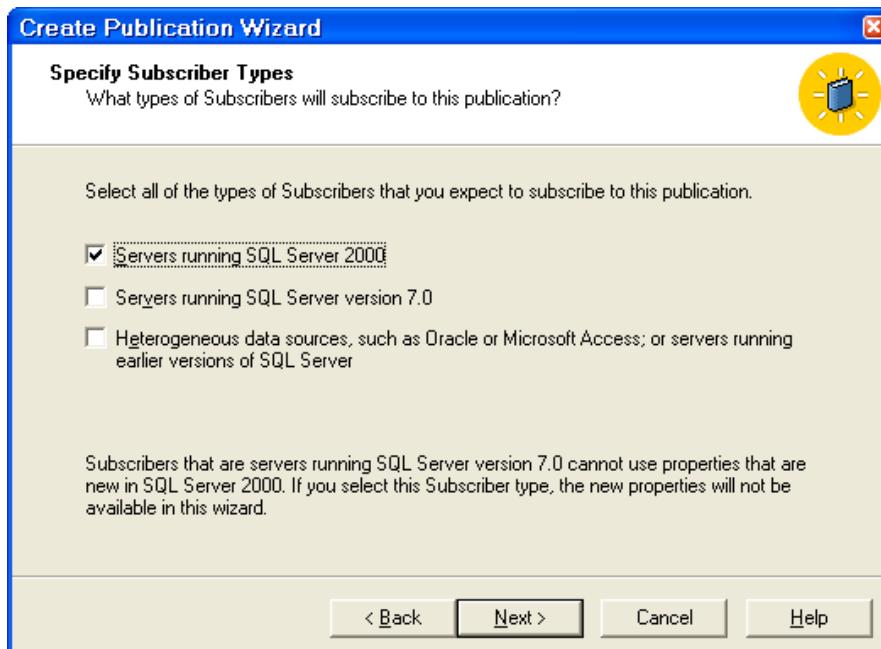 Create Publication Wizard
Specify Subscriber Types
What types of Subscribers will subscribe to this publication?
Select all of the types of Subscribers that you expect to subscribe to this publication.
Servers running SQL Server 2000
Servers running SQL Server version 7.0
Heterogeneous data sources, such as Oracle or Microsoft Access; or servers running
earlier versions of SQL Server
Subscribers that are servers running SQL Server version 7.0 cannot use properties that are
new in SQL Server 2000. If you select this Subscriber type, the new properties will not be
available in this wizard.
< Back Next > Cancel Help